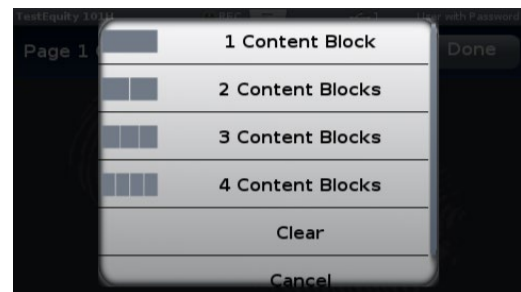 TestEquity 101H
User with Password
Page 1
Done
1 Content Block
2 Content Blocks
3 Content Blocks
4 Content Blocks
Clear
Cancel